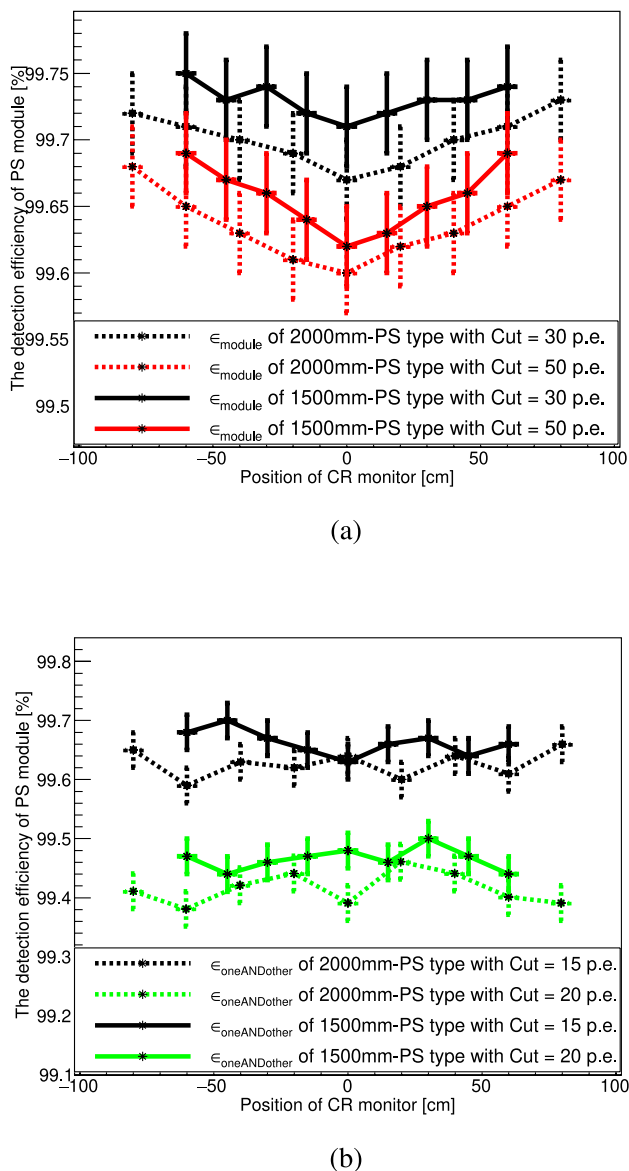 The detection efficiency of PS module [%]
99.75
99.7
99.65
99.6
99.55
99.5
ϵmodule of 2000mm-PS type with Cut = 30 p.e.
ϵmodule of 2000mm-PS type with Cut = 50 p.e.
ϵmodule of 1500mm-PS type with Cut = 30 p.e.
ϵmodule of 1500mm-PS type with Cut = 50 p.e.
−100 −50 0 50 100
Position of CR monitor [cm]
(a)
The detection efficiency of PS module [%]
99.8
99.7
99.6
99.5
99.4
99.3
99.2
99.1
ϵoneANDother of 2000mm-PS type with Cut = 15 p.e.
ϵoneANDother of 2000mm-PS type with Cut = 20 p.e.
ϵoneANDother of 1500mm-PS type with Cut = 15 p.e.
ϵoneANDother of 1500mm-PS type with Cut = 20 p.e.
−100 −50 0 50 100
Position of CR monitor [cm]
(b)